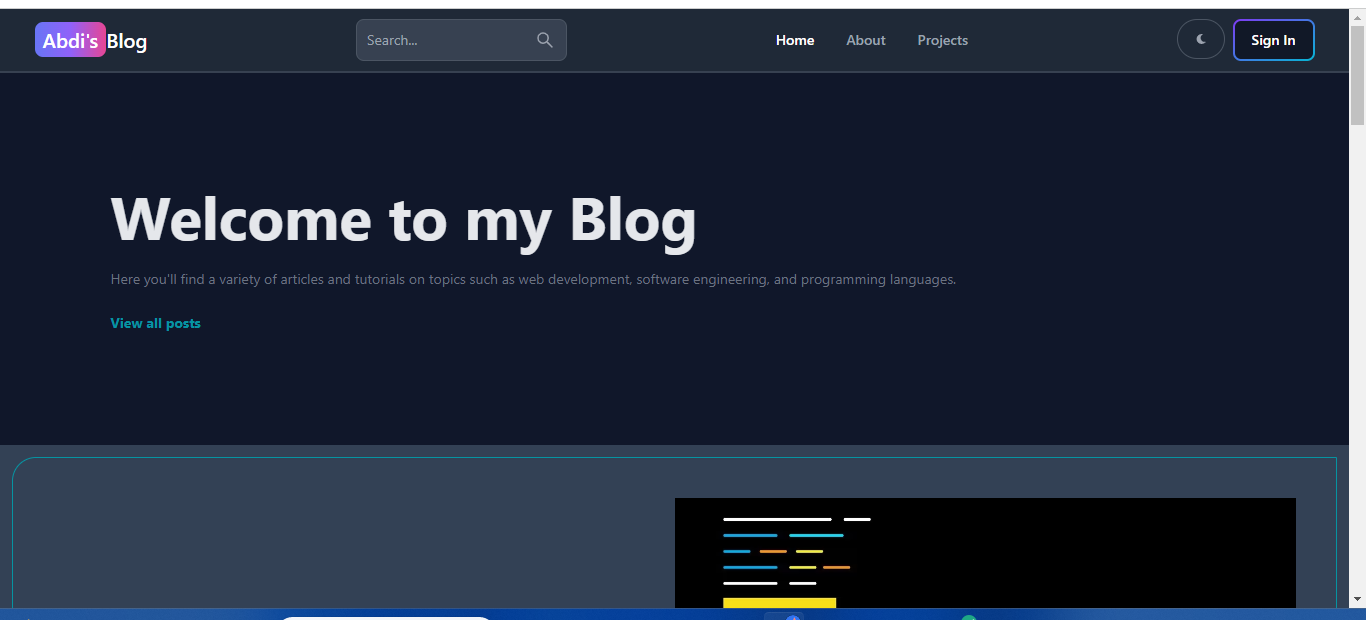 Abdi's Blog
Search...
Home
About
Projects
Sign In
Welcome to my Blog
Here you'll find a variety of articles and tutorials on topics such as web development, software engineering, and programming languages.
View all posts